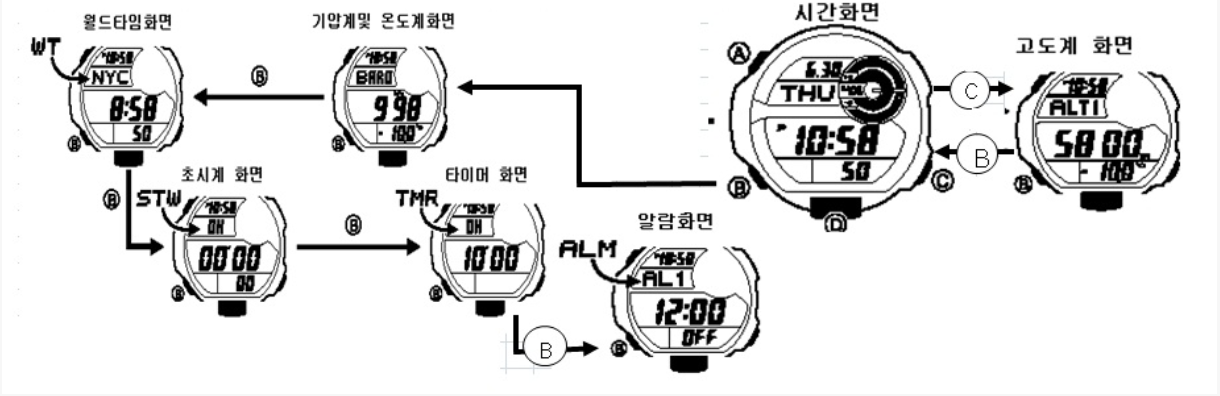 월드타임화면
WT
10:58
NYC
8:58
50
B
B
기압계및 온도계화면
10:58
BARO
998
-100
B
시간화면
A
6.30
THU
P
10:58
50
B
C
D
C
B
고도계 화면
10:58
ALTI
5800
-100
B
B
초시계 화면
STW
10:58
0H
00'00
00
B
B
타이머 화면
TMR
10:58
0H
10'00
B
B
알람화면
ALM
10:58
AL1
12:00
OFF
B